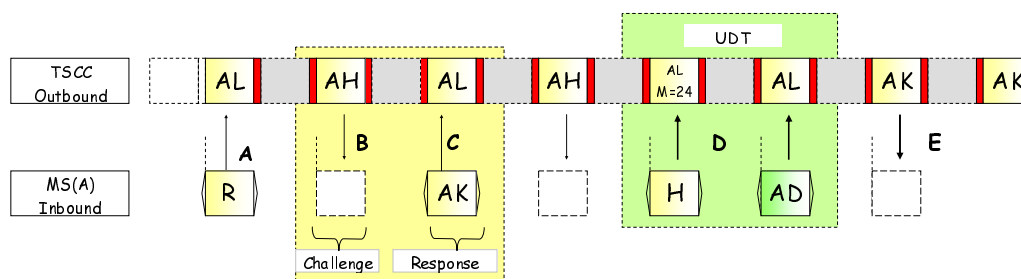 UDT
TSCC
Outbound
AL
AH
AL
AH
AL
M=24
AL
AK
AK
A
B
C
D
E
MS(A)
Inbound
R
AK
H
AD
Challenge
Response